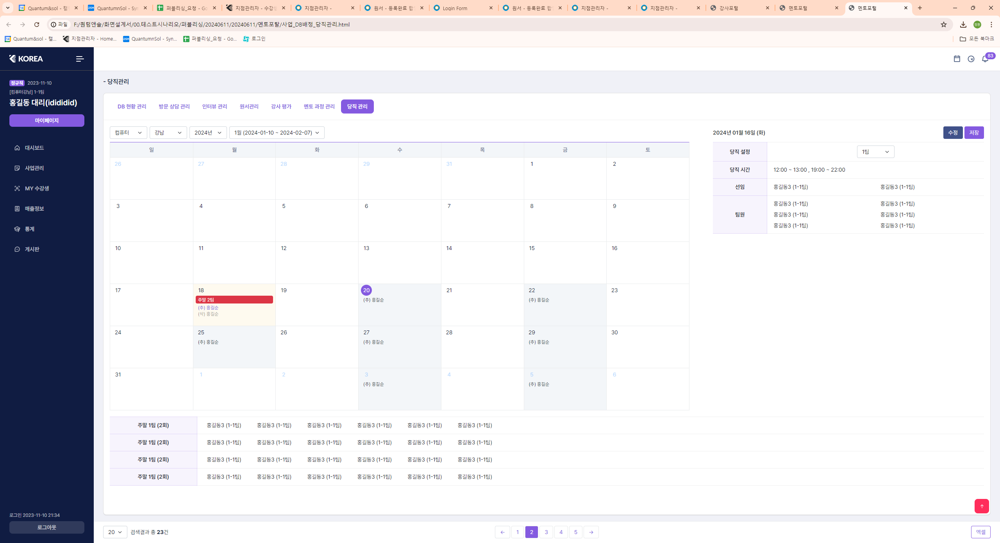 Quantum&sol - 캘
QuantumnSol - Syn
퍼블리싱_요청 - Go
지점관리자 - 수강생
지점관리자 -
원서 - 등록완료 팝
Login Form
원서 - 등록완료 팝
지점관리자 -
지점관리자 -
강사포털
멘토포털
멘토포털
파일
F:/퀀텀앤솔/화면설계서/00.테스트시나리오/퍼블리싱/20240611/20240611/멘토포탈/사업_DB배정_당직관리.html
정환
14 Quantum&sol - 캘...
지점관리자 - Home...
DSM QuantumnSol - Syn...
퍼블리싱_요청 - Go...
로그인
모든 북마크
KOREA
83
정규직 2023-11-10
[컴퓨터강남] 1-1팀
홍길동 대리(idididid)
마이페이지
대시보드
사업관리
MY 수강생
매출정보
통계
게시판
로그인 2023-11-10 21:34
로그아웃
- 당직관리
DB 현황 관리 방문 상담 관리 인터뷰 관리 원서관리 강사 평가 멘토 과정 관리 당직 관리
컴퓨터 강남 2024년 1월 (2024-01-10 ~ 2024-02-07)
일 월 화 수 목 금 토
26 27 28 29 31 1 2
3 4 5 6 7 8 9
10 11 12 13 14 15 16
17 18 19 20 21 22 23
주말 2팀
(추) 홍길순 (추) 홍길순
(추) 홍길순
(삭) 홍길순
24 25 26 27 28 29 30
(추) 홍길순 (추) 홍길순 (추) 홍길순
31 1 2 3 4 5 6
(추) 홍길순 (추) 홍길순
2024년 01월 16일 (화) 수정 저장
당직 설정 1팀
당직 시간 12:00 ~ 13:00 , 19:00 ~ 22:00
선임 홍길동3 (1-1팀) 홍길동3 (1-1팀)
팀원 홍길동3 (1-1팀) 홍길동3 (1-1팀)
홍길동3 (1-1팀) 홍길동3 (1-1팀)
홍길동3 (1-1팀) 홍길동3 (1-1팀)
주말 1팀 (2회) 홍길동3 (1-1팀) 홍길동3 (1-1팀) 홍길동3 (1-1팀) 홍길동3 (1-1팀) 홍길동3 (1-1팀) 홍길동3 (1-1팀)
주말 1팀 (2회) 홍길동3 (1-1팀) 홍길동3 (1-1팀) 홍길동3 (1-1팀) 홍길동3 (1-1팀) 홍길동3 (1-1팀) 홍길동3 (1-1팀)
주말 1팀 (2회) 홍길동3 (1-1팀) 홍길동3 (1-1팀) 홍길동3 (1-1팀) 홍길동3 (1-1팀) 홍길동3 (1-1팀) 홍길동3 (1-1팀)
주말 1팀 (2회) 홍길동3 (1-1팀) 홍길동3 (1-1팀) 홍길동3 (1-1팀) 홍길동3 (1-1팀) 홍길동3 (1-1팀) 홍길동3 (1-1팀)
20 검색결과 총 23건
← 1 2 3 4 5 →
엑셀